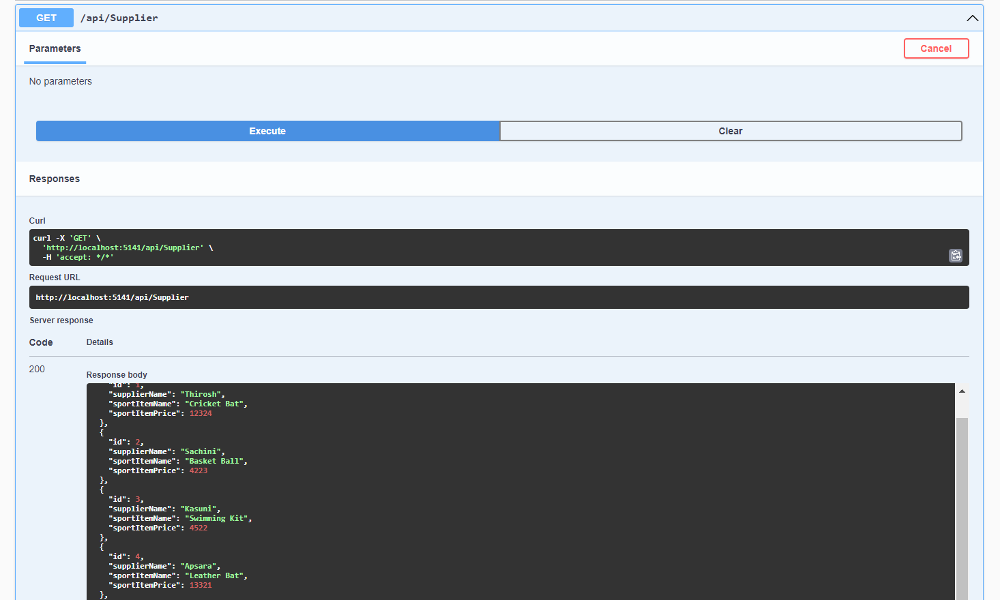 GET /api/Supplier
Parameters
Cancel
No parameters
Execute
Clear
Responses
Curl
curl -X 'GET' \
  'http://localhost:5141/api/Supplier' \
  -H 'accept: */*'
Request URL
http://localhost:5141/api/Supplier
Server response
Code Details
200
Response body
    "id": 1,
    "supplierName": "Thirosh",
    "sportItemName": "Cricket Bat",
    "sportItemPrice": 12324
  },
  {
    "id": 2,
    "supplierName": "Sachini",
    "sportItemName": "Basket Ball",
    "sportItemPrice": 4223
  },
  {
    "id": 3,
    "supplierName": "Kasuni",
    "sportItemName": "Swimming Kit",
    "sportItemPrice": 4522
  },
  {
    "id": 4,
    "supplierName": "Apsara",
    "sportItemName": "Leather Bat",
    "sportItemPrice": 13321
  },